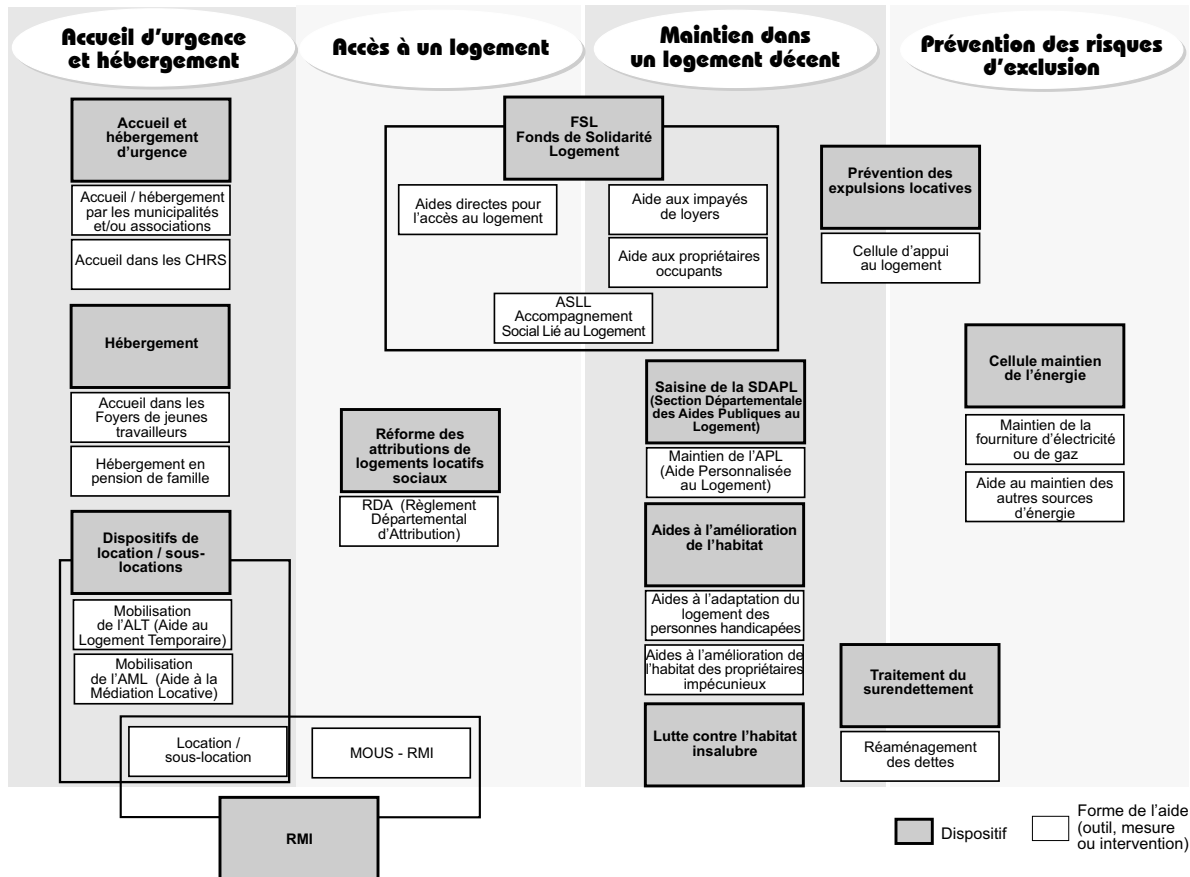 Accueil d'urgence
et hébergement
Accueil et
hébergement
d'urgence
Accueil / hébergement
par les municipalités
et/ou associations
Accueil dans les CHRS
Hébergement
Accueil dans les
Foyers de jeunes
travailleurs
Hébergement en
pension de famille
Dispositifs de
location / sous-
locations
Mobilisation
de l'ALT (Aide au
Logement Temporaire)
Mobilisation
de l'AML (Aide à la
Médiation Locative)
Location /
sous-location
MOUS - RMI
RMI
Accès à un logement
FSL
Fonds de Solidarité
Logement
Aides directes pour
l'accès au logement
Aide aux impayés
de loyers
Aide aux propriétaires
occupants
ASLL
Accompagnement
Social Lié au Logement
Réforme des
attributions de
logements locatifs
sociaux
RDA (Règlement
Départemental
d'Attribution)
Maintien dans
un logement décent
Saisine de la SDAPL
(Section Départementale
des Aides Publiques au
Logement)
Maintien de l'APL
(Aide Personnalisée
au Logement)
Aides à l'amélioration
de l'habitat
Aides à l'adaptation du
logement des
personnes handicapées
Aides à l'amélioration de
l'habitat des propriétaires
impécunieux
Lutte contre l'habitat
insalubre
Prévention des risques
d'exclusion
Prévention des
expulsions locatives
Cellule d'appui
au logement
Cellule maintien
de l'énergie
Maintien de la
fourniture d'électricité
ou de gaz
Aide au maintien des
autres sources
d'énergie
Traitement du
surendettement
Réaménagement
des dettes
Dispositif
Forme de l'aide
(outil, mesure
ou intervention)